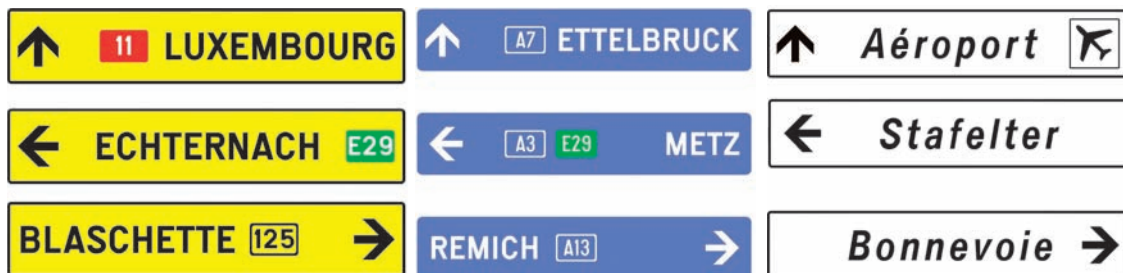 11 LUXEMBOURG
A7 ETTELBRUCK
Aéroport
ECHTERNACH E29
A3 E29 METZ
Stafelter
BLASCHETTE 125
REMICH A13
Bonnevoie